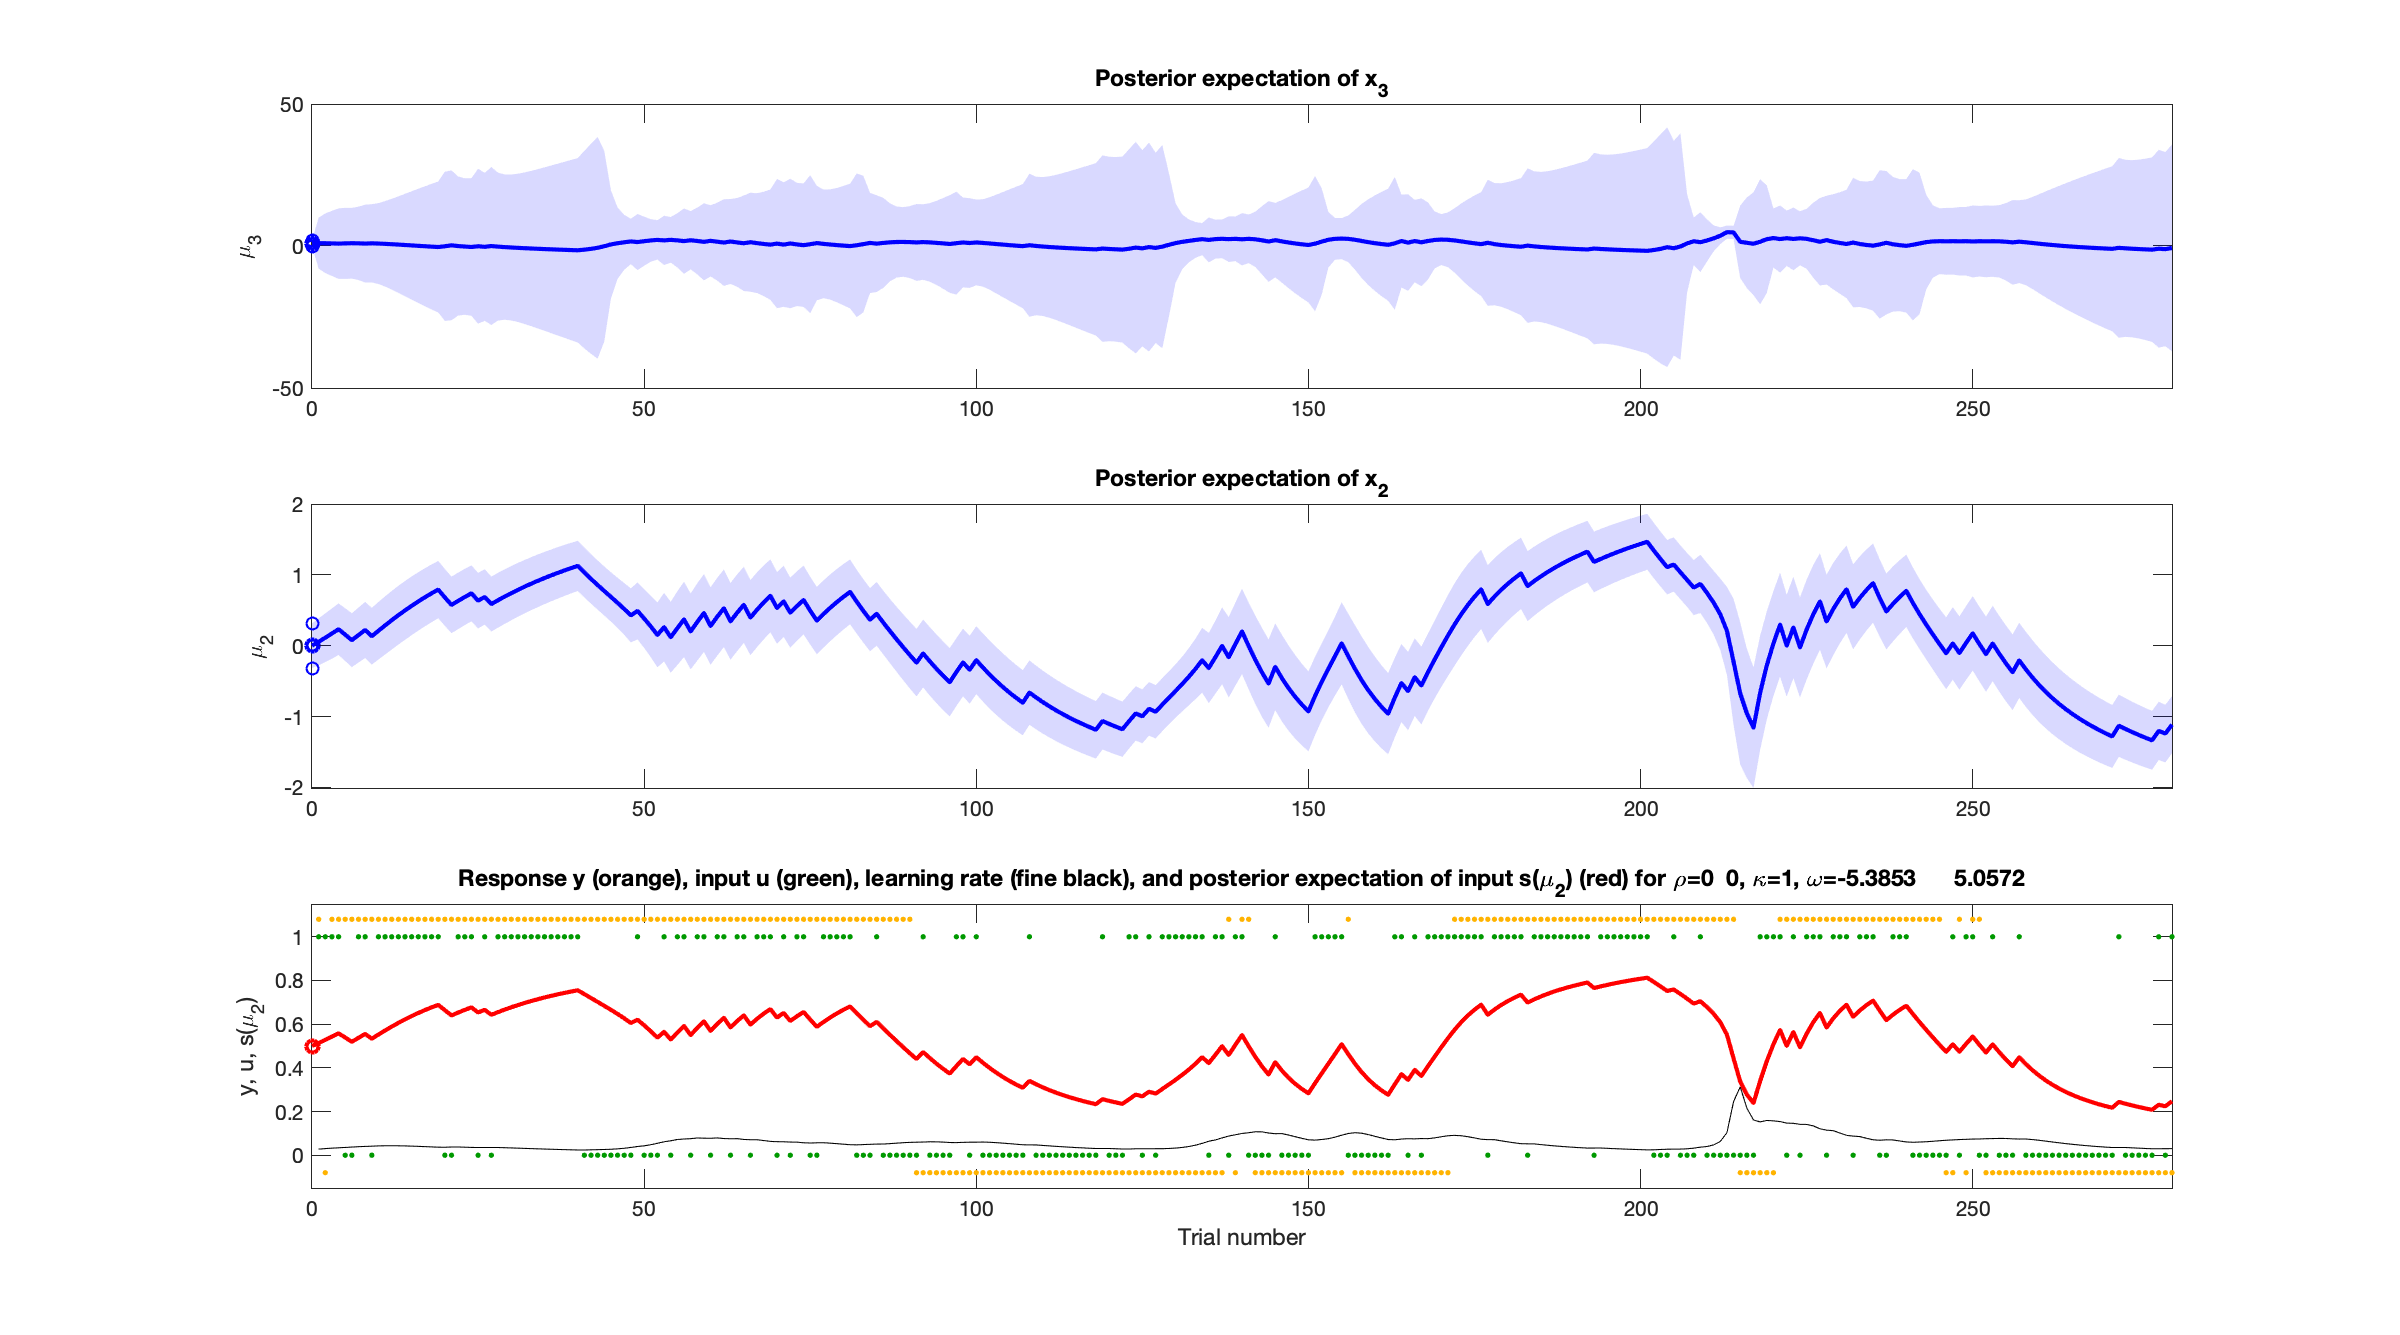 Posterior expectation of x3
50
0
-50
μ3
0 50 100 150 200 250
Posterior expectation of x2
2
1
0
-1
-2
μ2
0 50 100 150 200 250
Response y (orange), input u (green), learning rate (fine black), and posterior expectation of input s(μ2) (red) for ρ=0 0, κ=1, ω=-5.3853 5.0572
1
0.8
0.6
0.4
0.2
0
y, u, s(μ2)
0 50 100 150 200 250
Trial number